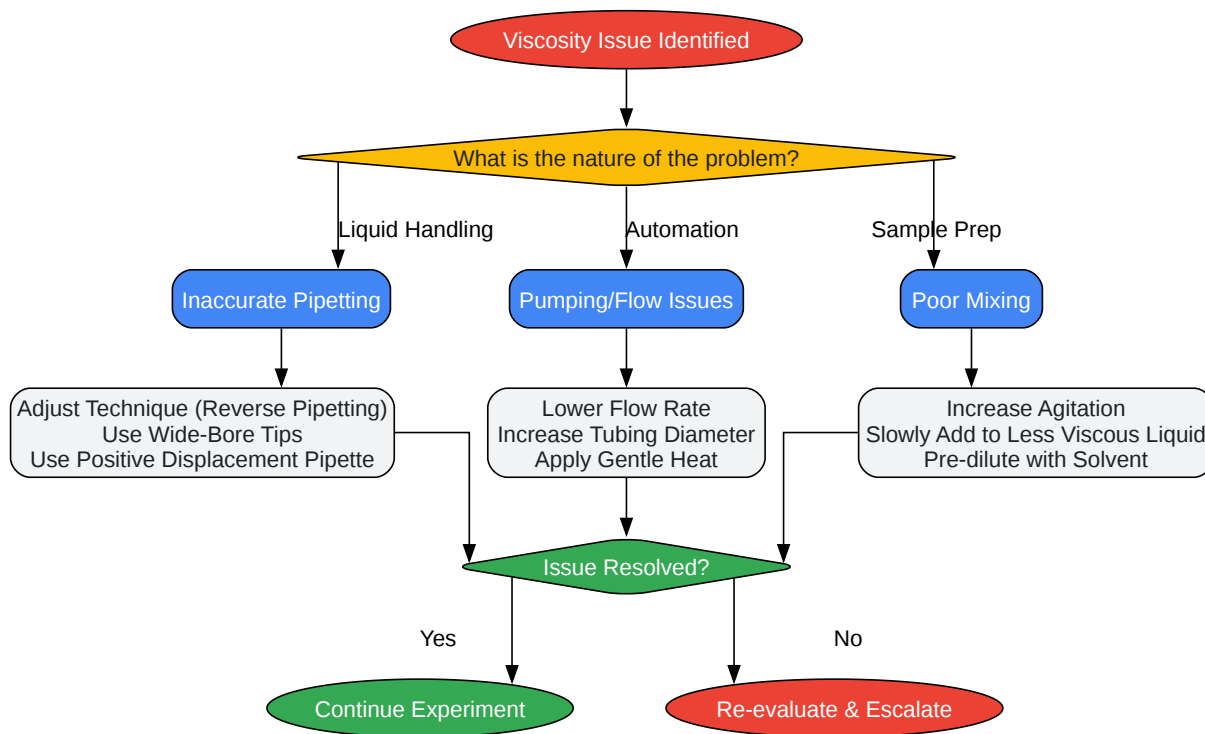 Viscosity Issue Identified
What is the nature of the problem?
Liquid Handling
Automation
Sample Prep
Inaccurate Pipetting
Pumping/Flow Issues
Poor Mixing
Adjust Technique (Reverse Pipetting)
Use Wide-Bore Tips
Use Positive Displacement Pipette
Lower Flow Rate
Increase Tubing Diameter
Apply Gentle Heat
Increase Agitation
Slowly Add to Less Viscous Liquid
Pre-dilute with Solvent
Issue Resolved?
Yes
No
Continue Experiment
Re-evaluate & Escalate